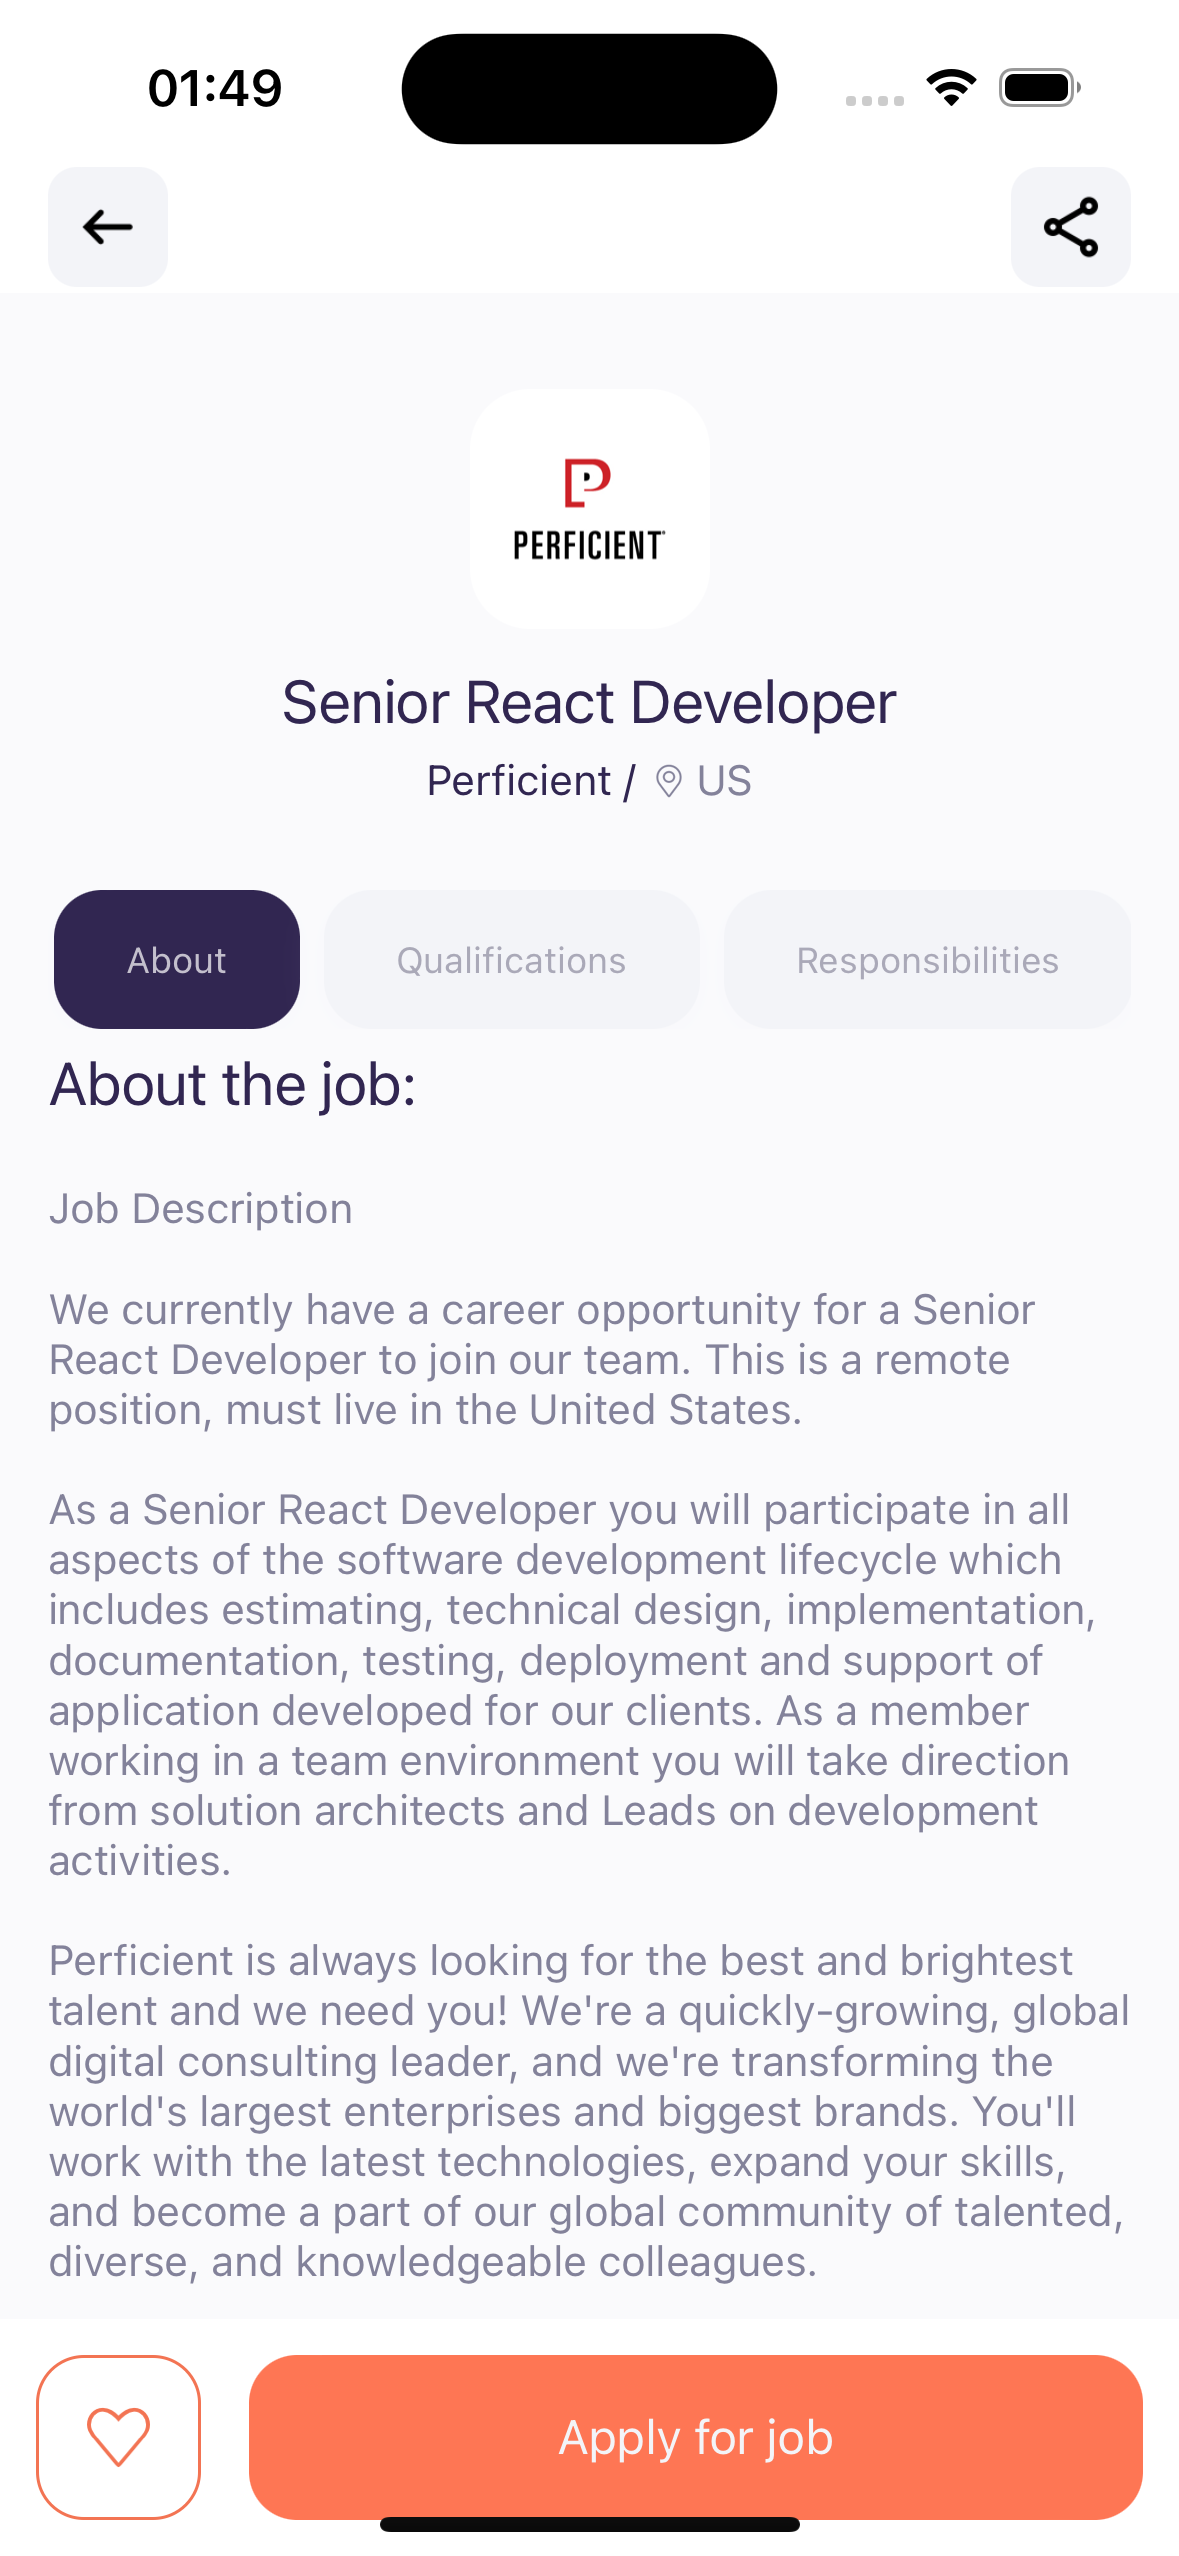 01:49
PERFICIENT
Senior React Developer
Perficient / US
About
Qualifications
Responsibilities
About the job:
Job Description
We currently have a career opportunity for a Senior
React Developer to join our team. This is a remote
position, must live in the United States.
As a Senior React Developer you will participate in all
aspects of the software development lifecycle which
includes estimating, technical design, implementation,
documentation, testing, deployment and support of
application developed for our clients. As a member
working in a team environment you will take direction
from solution architects and Leads on development
activities.
Perficient is always looking for the best and brightest
talent and we need you! We're a quickly-growing, global
digital consulting leader, and we're transforming the
world's largest enterprises and biggest brands. You'll
work with the latest technologies, expand your skills,
and become a part of our global community of talented,
diverse, and knowledgeable colleagues.
Apply for job